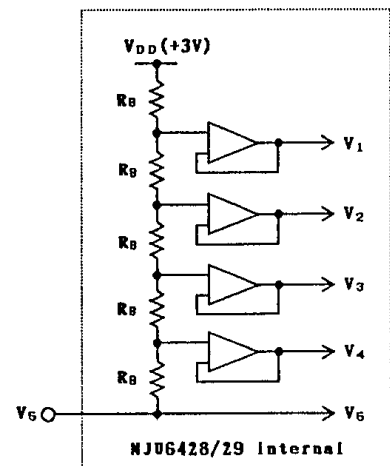 VDD(+3V)
RB
V1
RB
V2
RB
V3
RB
V4
RB
V5
V5
NJU6428/29 Internal